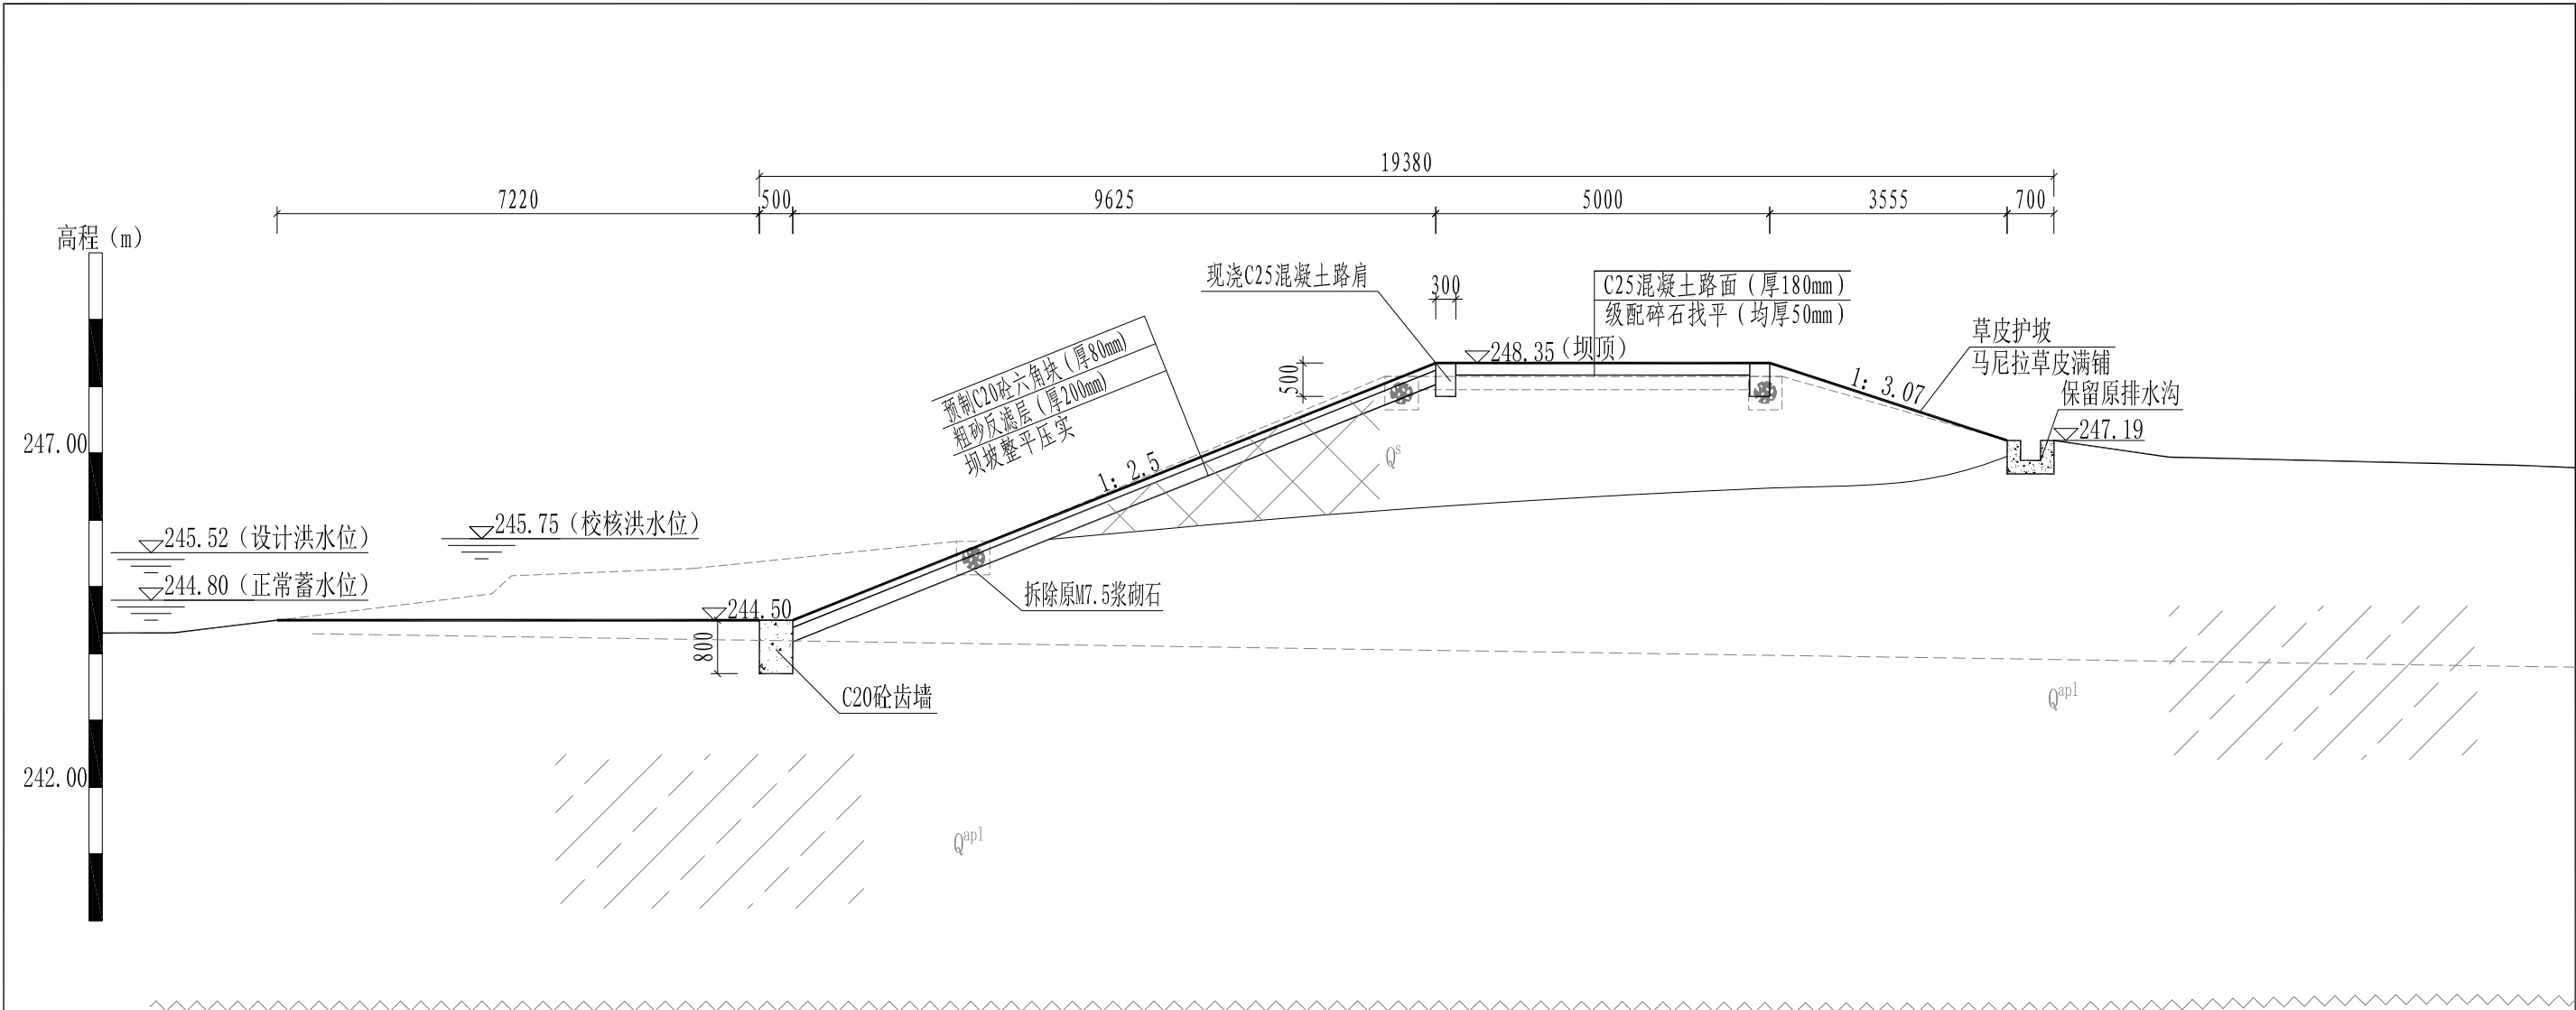 19380
7220
500
9625
5000
3555
700
高程（m）
现浇C25混凝土路肩
300
C25混凝土路面（厚180mm）
级配碎石找平（均厚50mm）
草皮护坡
马尼拉草皮满铺
248.35(坝顶)
500
预制C20砼六角块（厚80mm)
粗砂反滤层（厚200mm)
坝坡整平压实
1: 3.07
保留原排水沟
247.19
247.00
Qs
1: 2.5
245.52（设计洪水位）
245.75（校核洪水位）
244.80（正常蓄水位）
拆除原M7.5浆砌石
244.50
800
C20砼齿墙
Qapl
242.00
Qapl